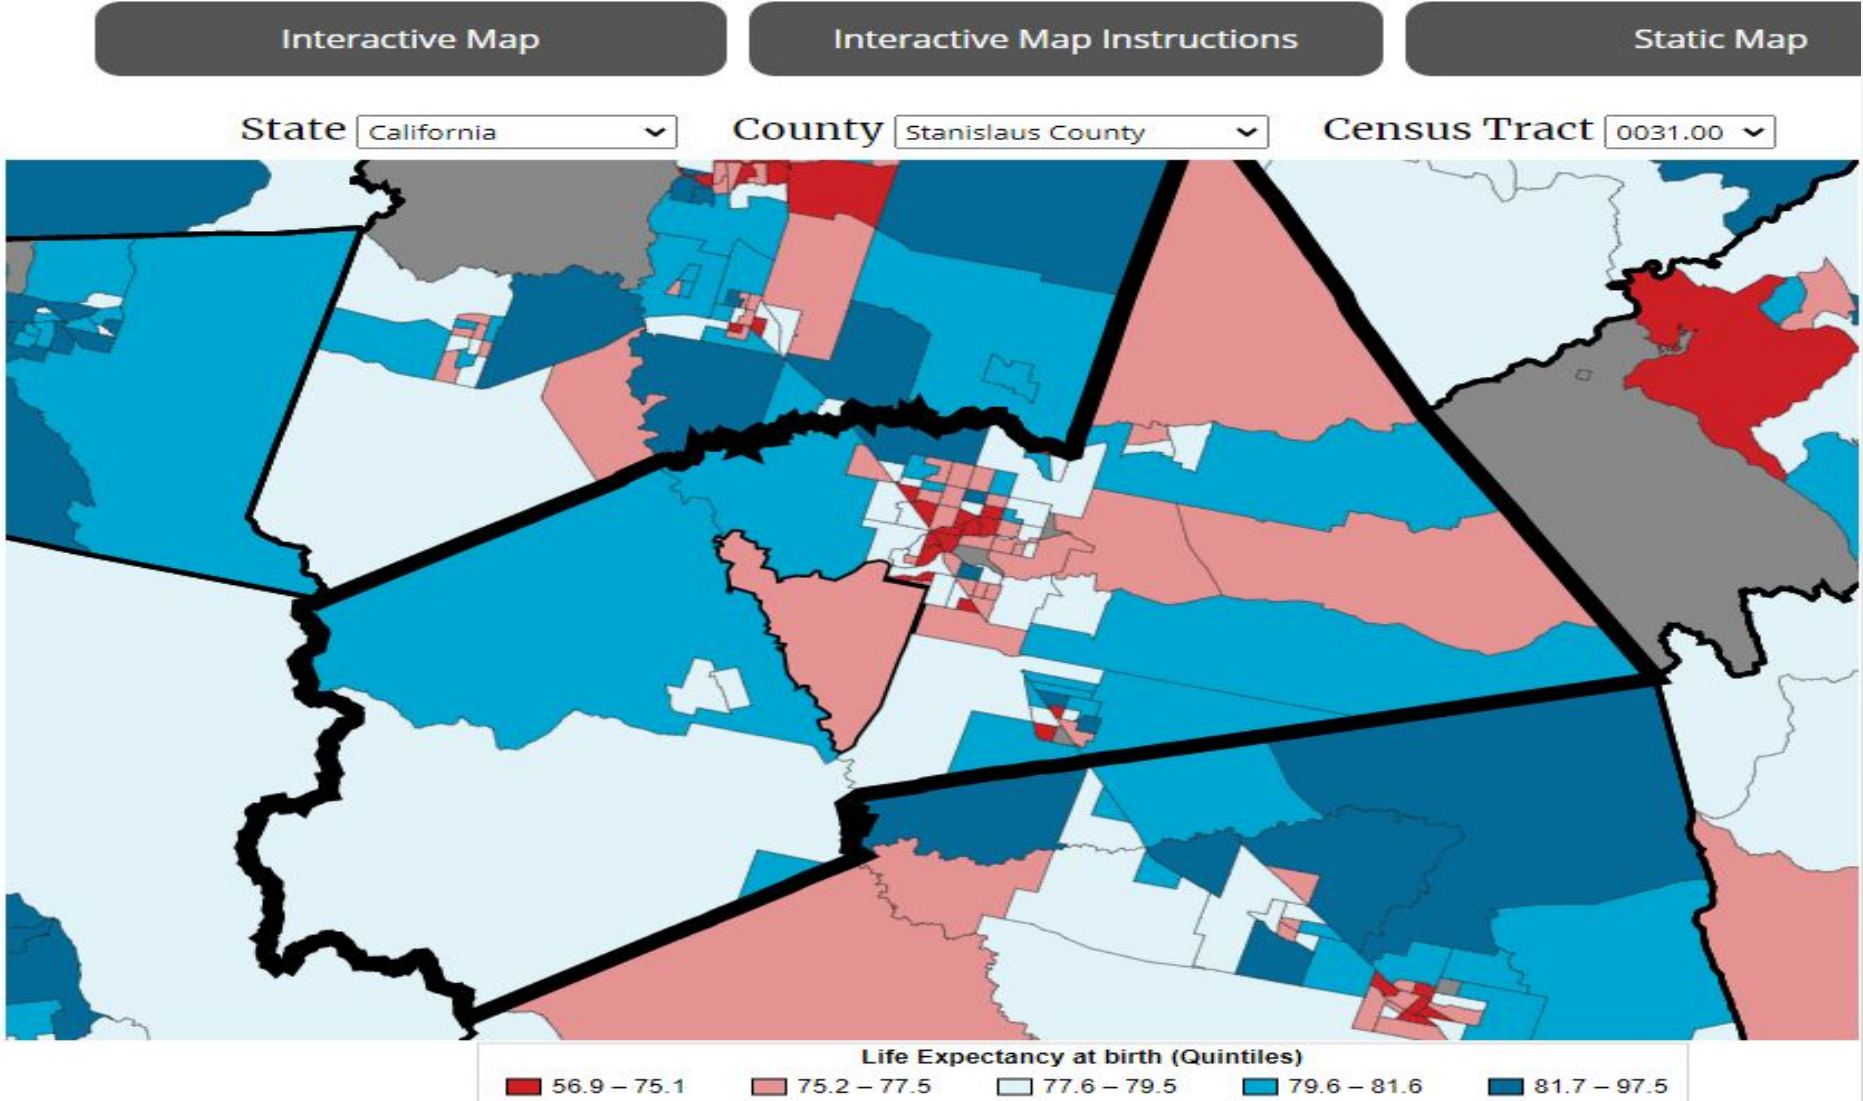 Interactive Map Interactive Map Instructions Static Map
State California County Stanislaus County Census Tract 0031.00
Life Expectancy at birth (Quintiles)
56.9 – 75.1 75.2 – 77.5 77.6 – 79.5 79.6 – 81.6 81.7 – 97.5